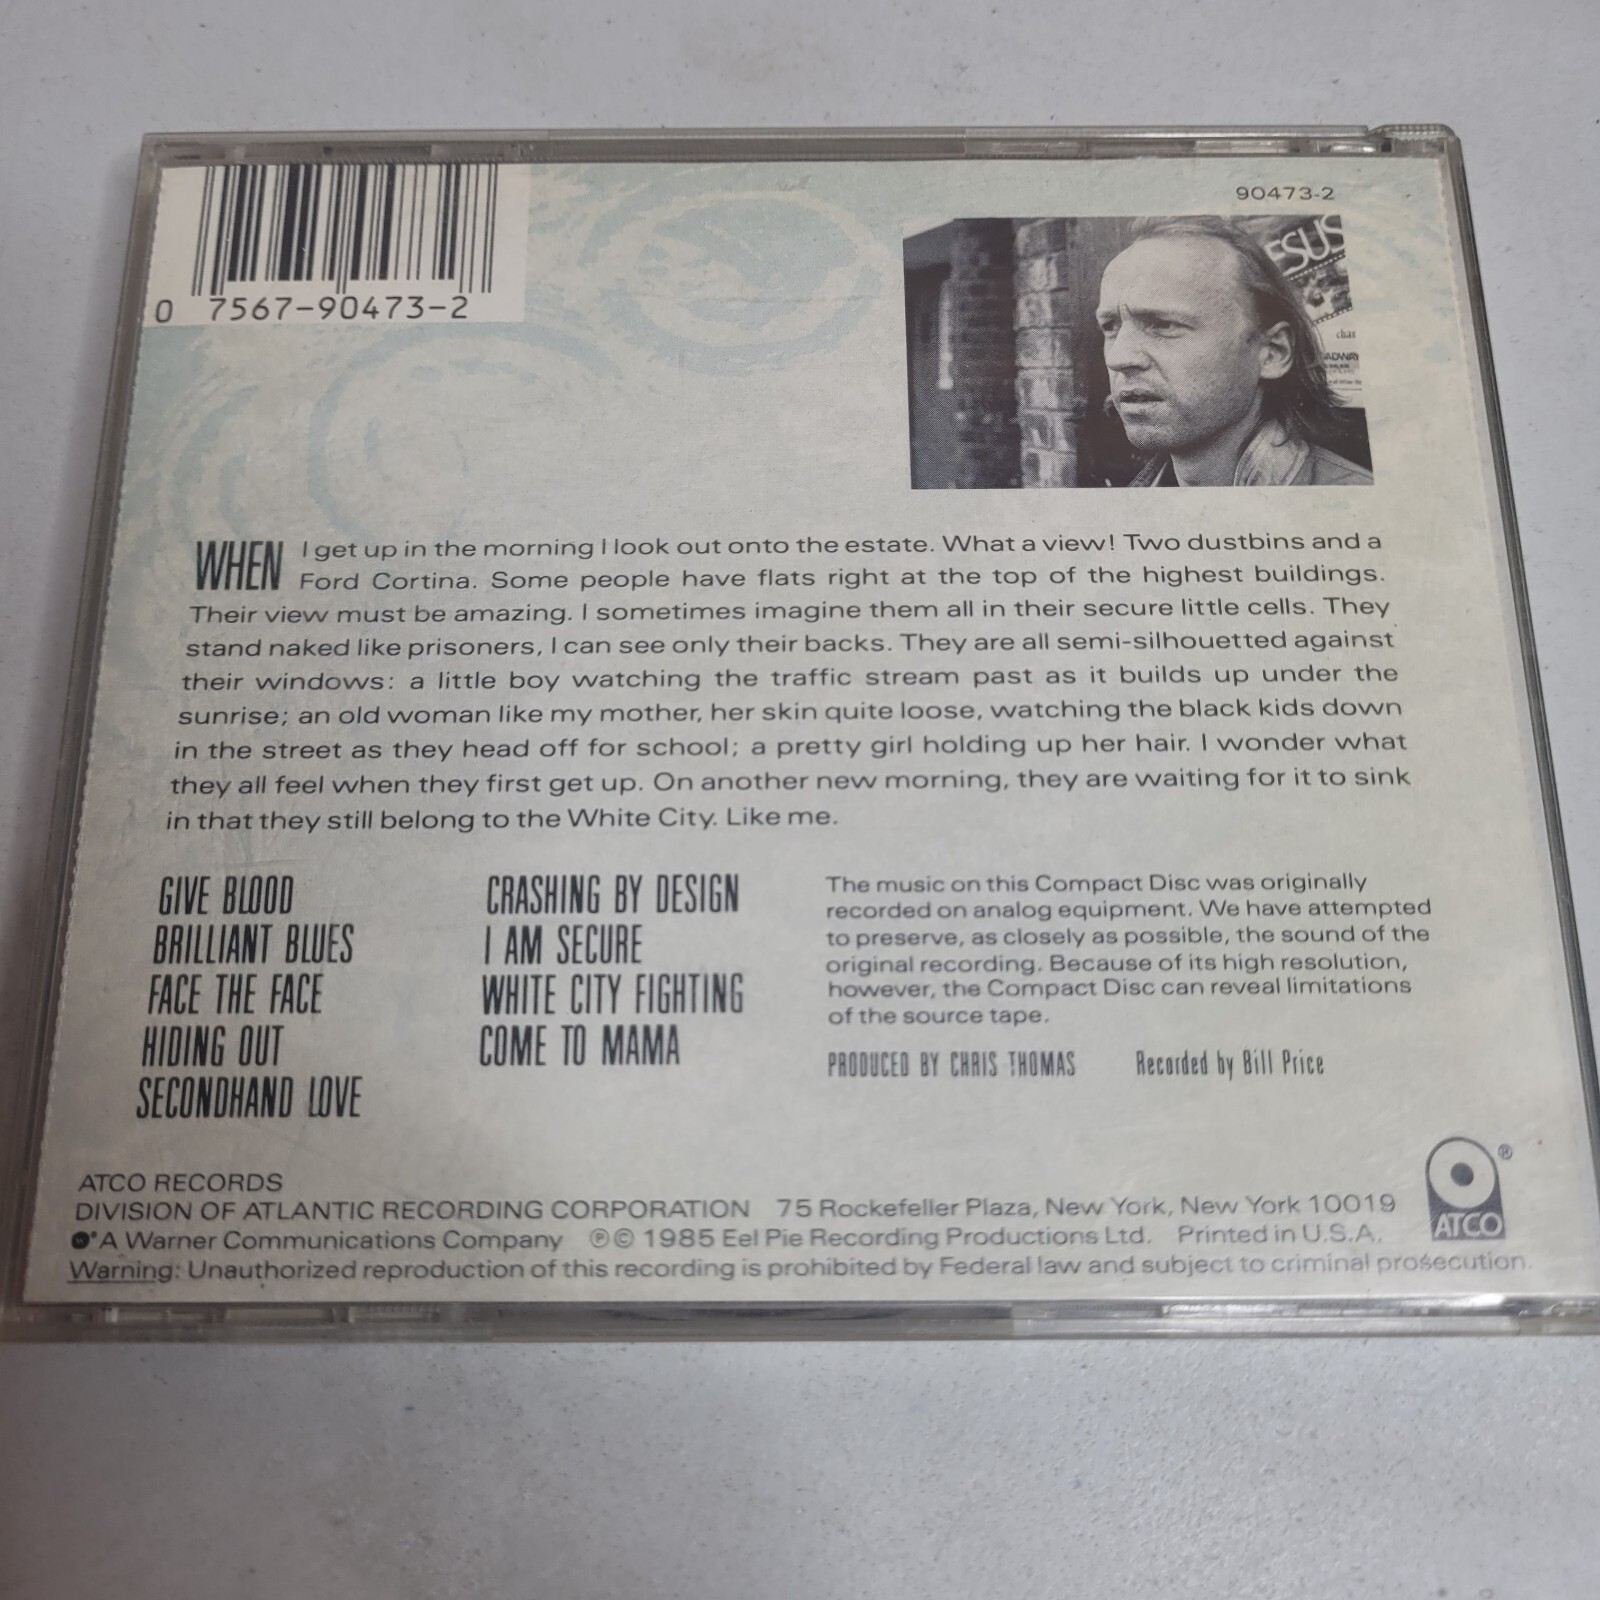 0 7567-90473-2
90473-2
ESUS
chat
ADWAY
WHEN I get up in the morning I look out onto the estate. What a view! Two dustbins and a
Ford Cortina. Some people have flats right at the top of the highest buildings.
Their view must be amazing. I sometimes imagine them all in their secure little cells. They
stand naked like prisoners, I can see only their backs. They are all semi-silhouetted against
their windows: a little boy watching the traffic stream past as it builds up under the
sunrise; an old woman like my mother, her skin quite loose, watching the black kids down
in the street as they head off for school; a pretty girl holding up her hair. I wonder what
they all feel when they first get up. On another new morning, they are waiting for it to sink
in that they still belong to the White City. Like me.
GIVE BLOOD
BRILLIANT BLUES
FACE THE FACE
HIDING OUT
SECONDHAND LOVE
CRASHING BY DESIGN
I AM SECURE
WHITE CITY FIGHTING
COME TO MAMA
The music on this Compact Disc was originally
recorded on analog equipment. We have attempted
to preserve, as closely as possible, the sound of the
original recording. Because of its high resolution,
however, the Compact Disc can reveal limitations
of the source tape.
PRODUCED BY CHRIS THOMAS Recorded by Bill Price
ATCO RECORDS
DIVISION OF ATLANTIC RECORDING CORPORATION 75 Rockefeller Plaza, New York, New York 10019
A Warner Communications Company ℗© 1985 Eel Pie Recording Productions Ltd. Printed in U.S.A.
Warning: Unauthorized reproduction of this recording is prohibited by Federal law and subject to criminal prosecution.
ATCO ®